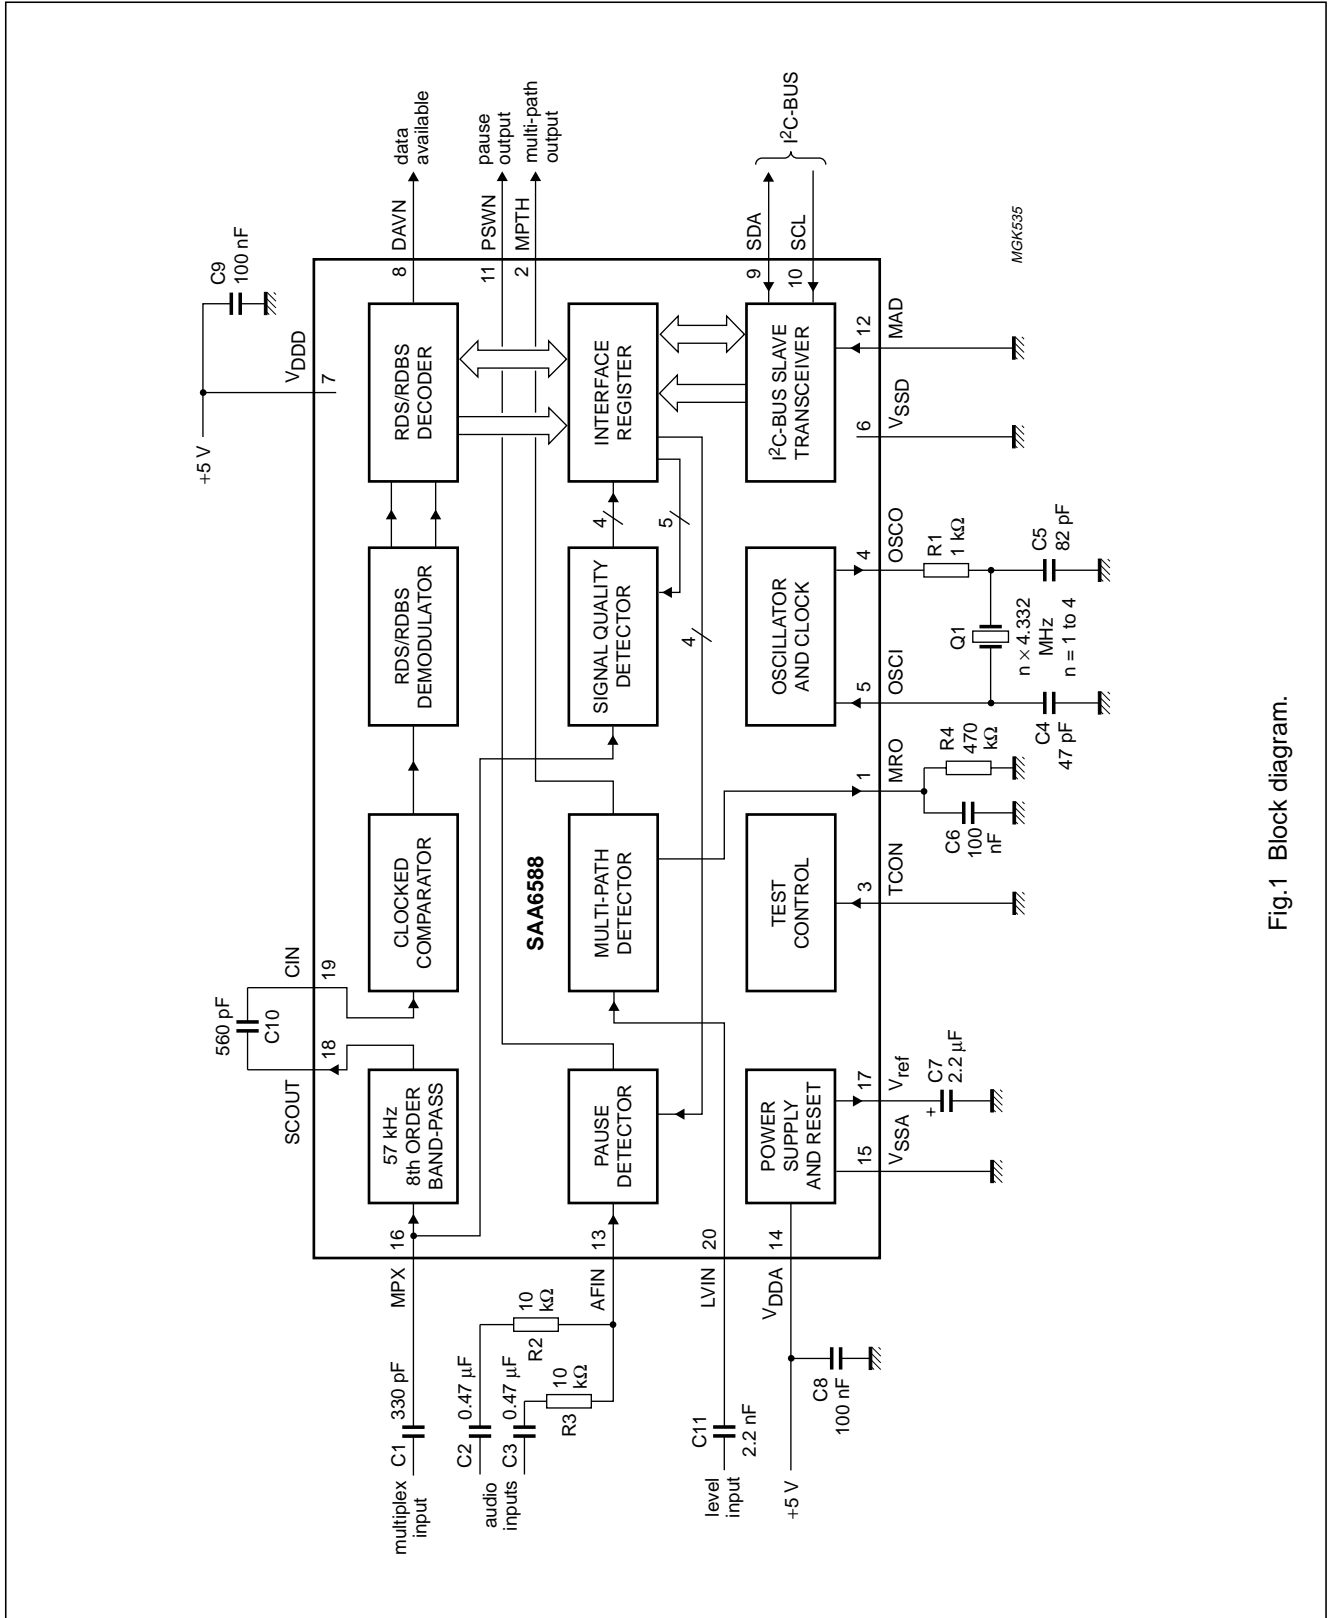 +5 V
C9
100 nF
VDDD
7
SCOUT
18
560 pF
C10
CIN
19
multiplex
input
C1
330 pF
MPX
16
57 kHz
8th ORDER
BAND-PASS
CLOCKED
COMPARATOR
RDS/RDBS
DEMODULATOR
RDS/RDBS
DECODER
8
DAVN
data
available
11
PSWN
pause
output
2
MPTH
multi-path
output
SAA6588
C2
0.47 µF
audio
inputs
C3
0.47 µF
R2
10
kΩ
R3
10
kΩ
AFIN
13
PAUSE
DETECTOR
MULTI-PATH
DETECTOR
SIGNAL QUALITY
DETECTOR
4
5
4
INTERFACE
REGISTER
level
input
C11
2.2 nF
LVIN
20
+5 V
C8
100 nF
VDDA
14
POWER
SUPPLY
AND RESET
TEST
CONTROL
OSCILLATOR
AND CLOCK
I²C-BUS SLAVE
TRANSCEIVER
9
SDA
10
SCL
I²C-BUS
15
VSSA
17
Vref
+
C7
2.2 µF
3
TCON
1
MRO
C6
100
nF
R4
470
kΩ
5
OSCI
4
OSCO
R1
1 kΩ
Q1
n × 4.332
MHz
n = 1 to 4
C4
47 pF
C5
82 pF
6
VSSD
12
MAD
MGK535
Fig.1 Block diagram.